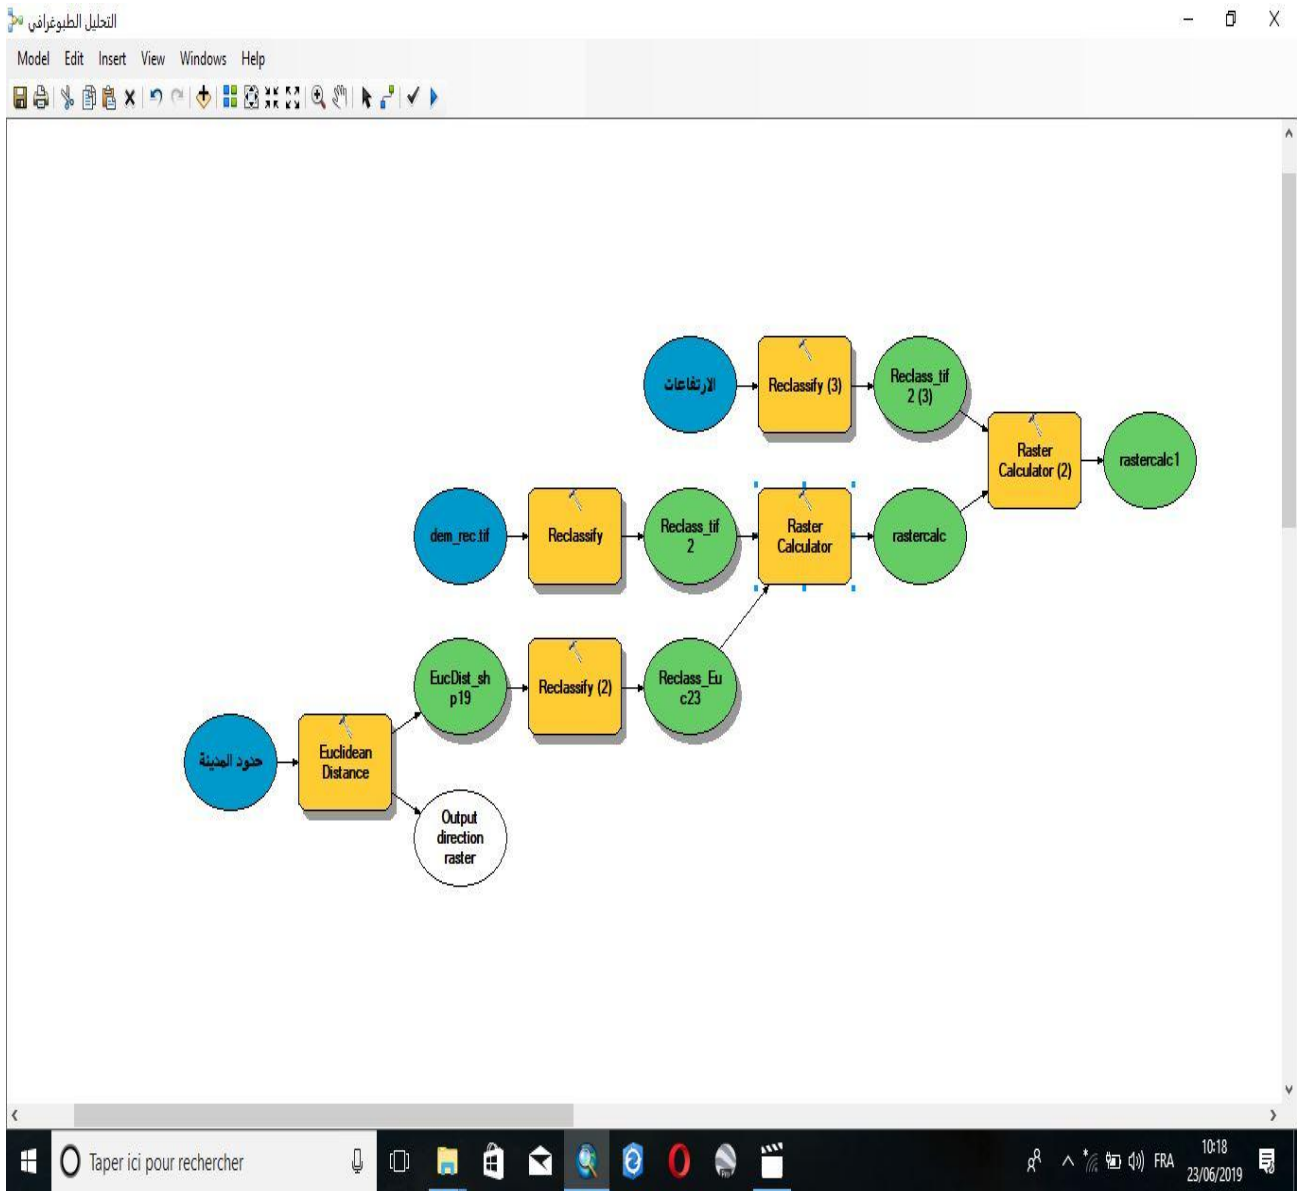 التحليل الطبوغرافي
Model Edit Insert View Windows Help
الارتفاعات
Reclassify (3)
Reclass_tif
2 (3)
Raster
Calculator (2)
rastercalc1
dem_rec.tif
Reclassify
Reclass_tif
2
Raster
Calculator
rastercalc
EucDist_sh
p19
Reclassify (2)
Reclass_Eu
c23
حدود المدينة
Euclidean
Distance
Output
direction
raster
Taper ici pour rechercher
FRA
10:18
23/06/2019